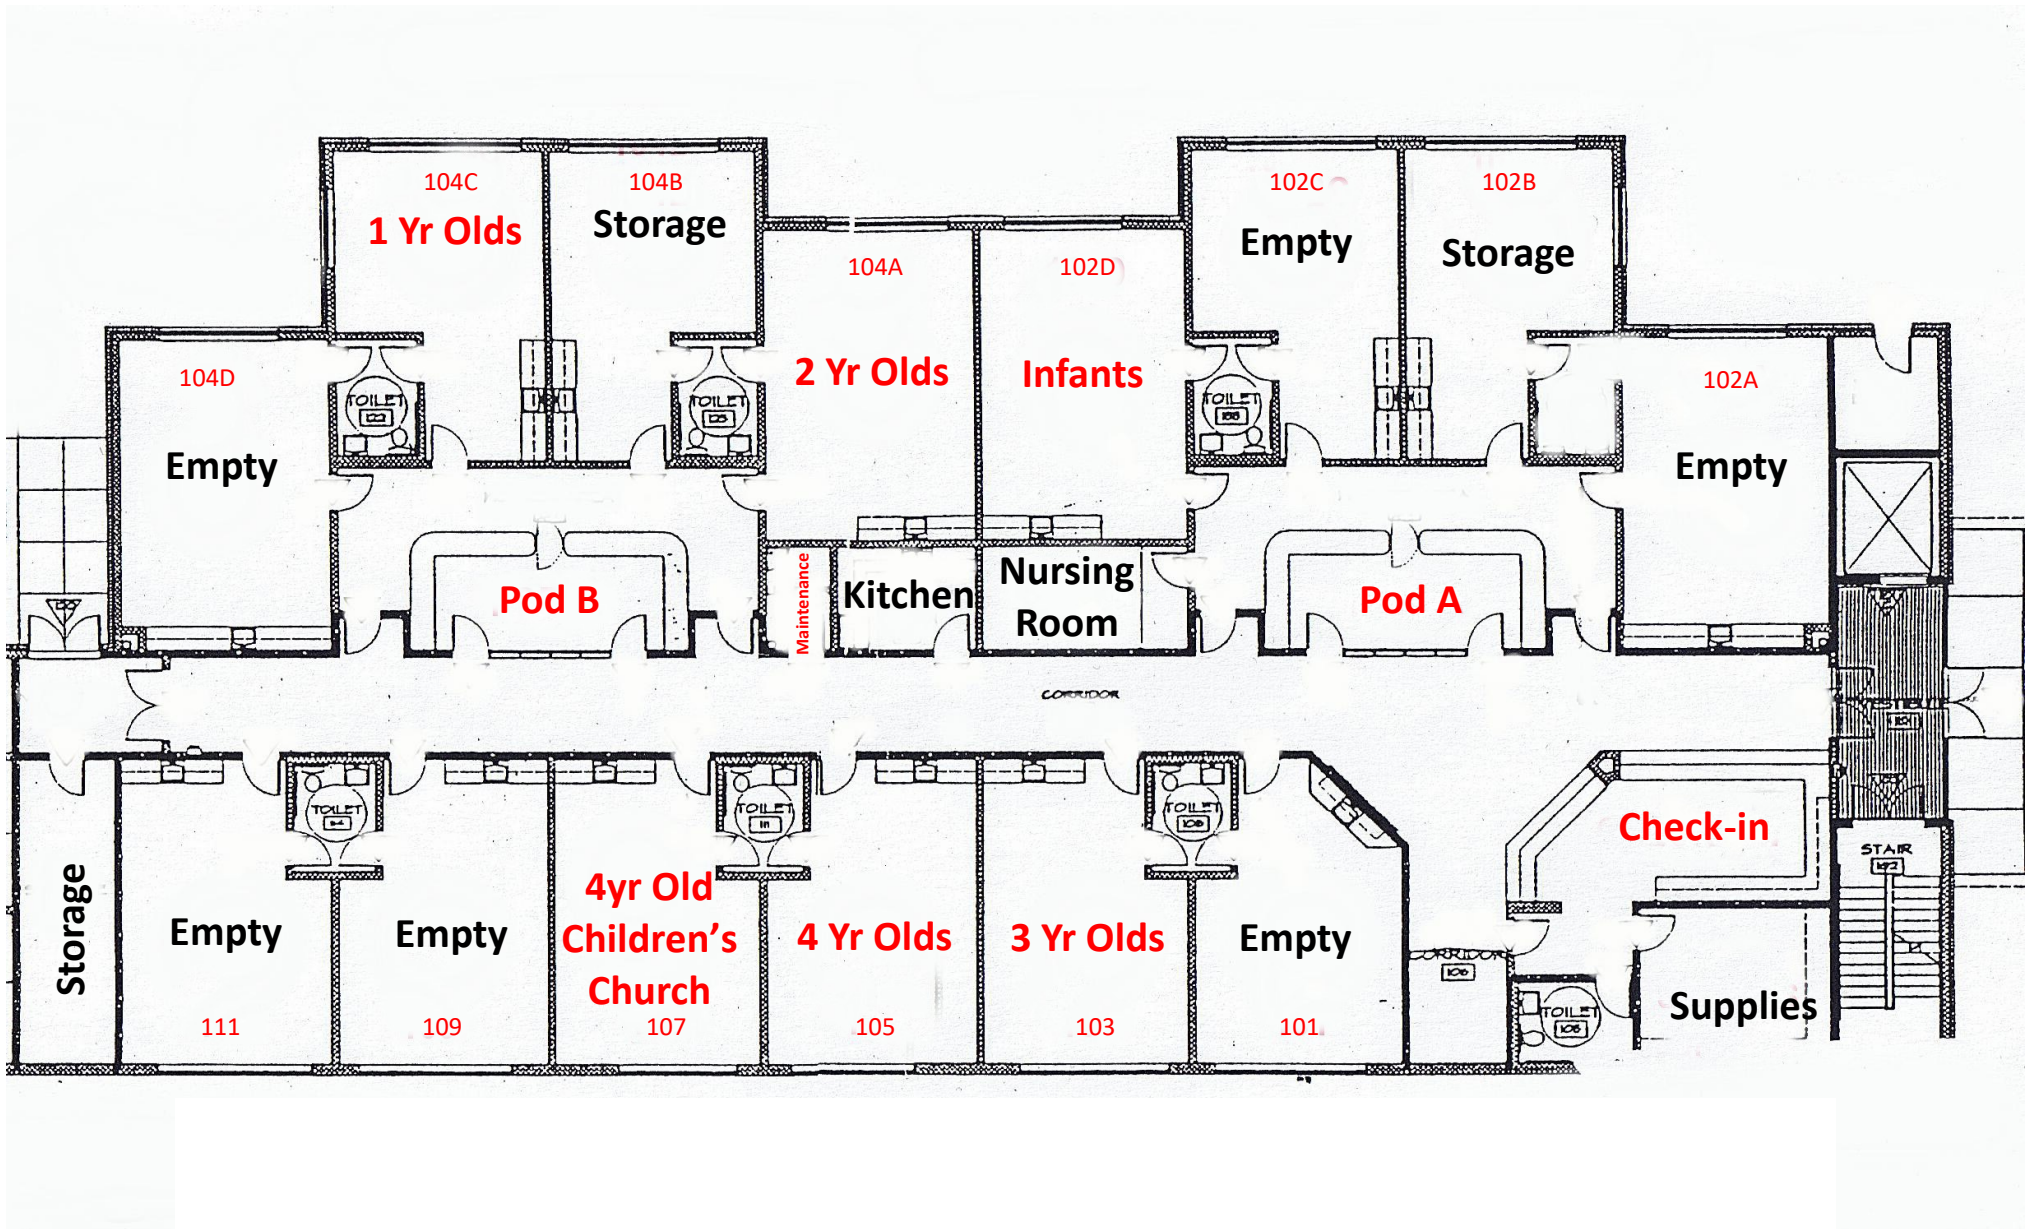 104C
1 Yr Olds
104B
Storage
102C
Empty
102B
Storage
104A
2 Yr Olds
102D
Infants
104D
Empty
102A
Empty
TOILET
TOILET
TOILET
Pod B
Maintenance
Kitchen
Nursing
Room
Pod A
CORRIDOR
TOILET
TOILET
TOILET
Check-in
STAIR
Storage
Empty
111
Empty
109
4yr Old
Children's
Church
107
4 Yr Olds
105
3 Yr Olds
103
Empty
101
CORRIDOR
TOILET
Supplies